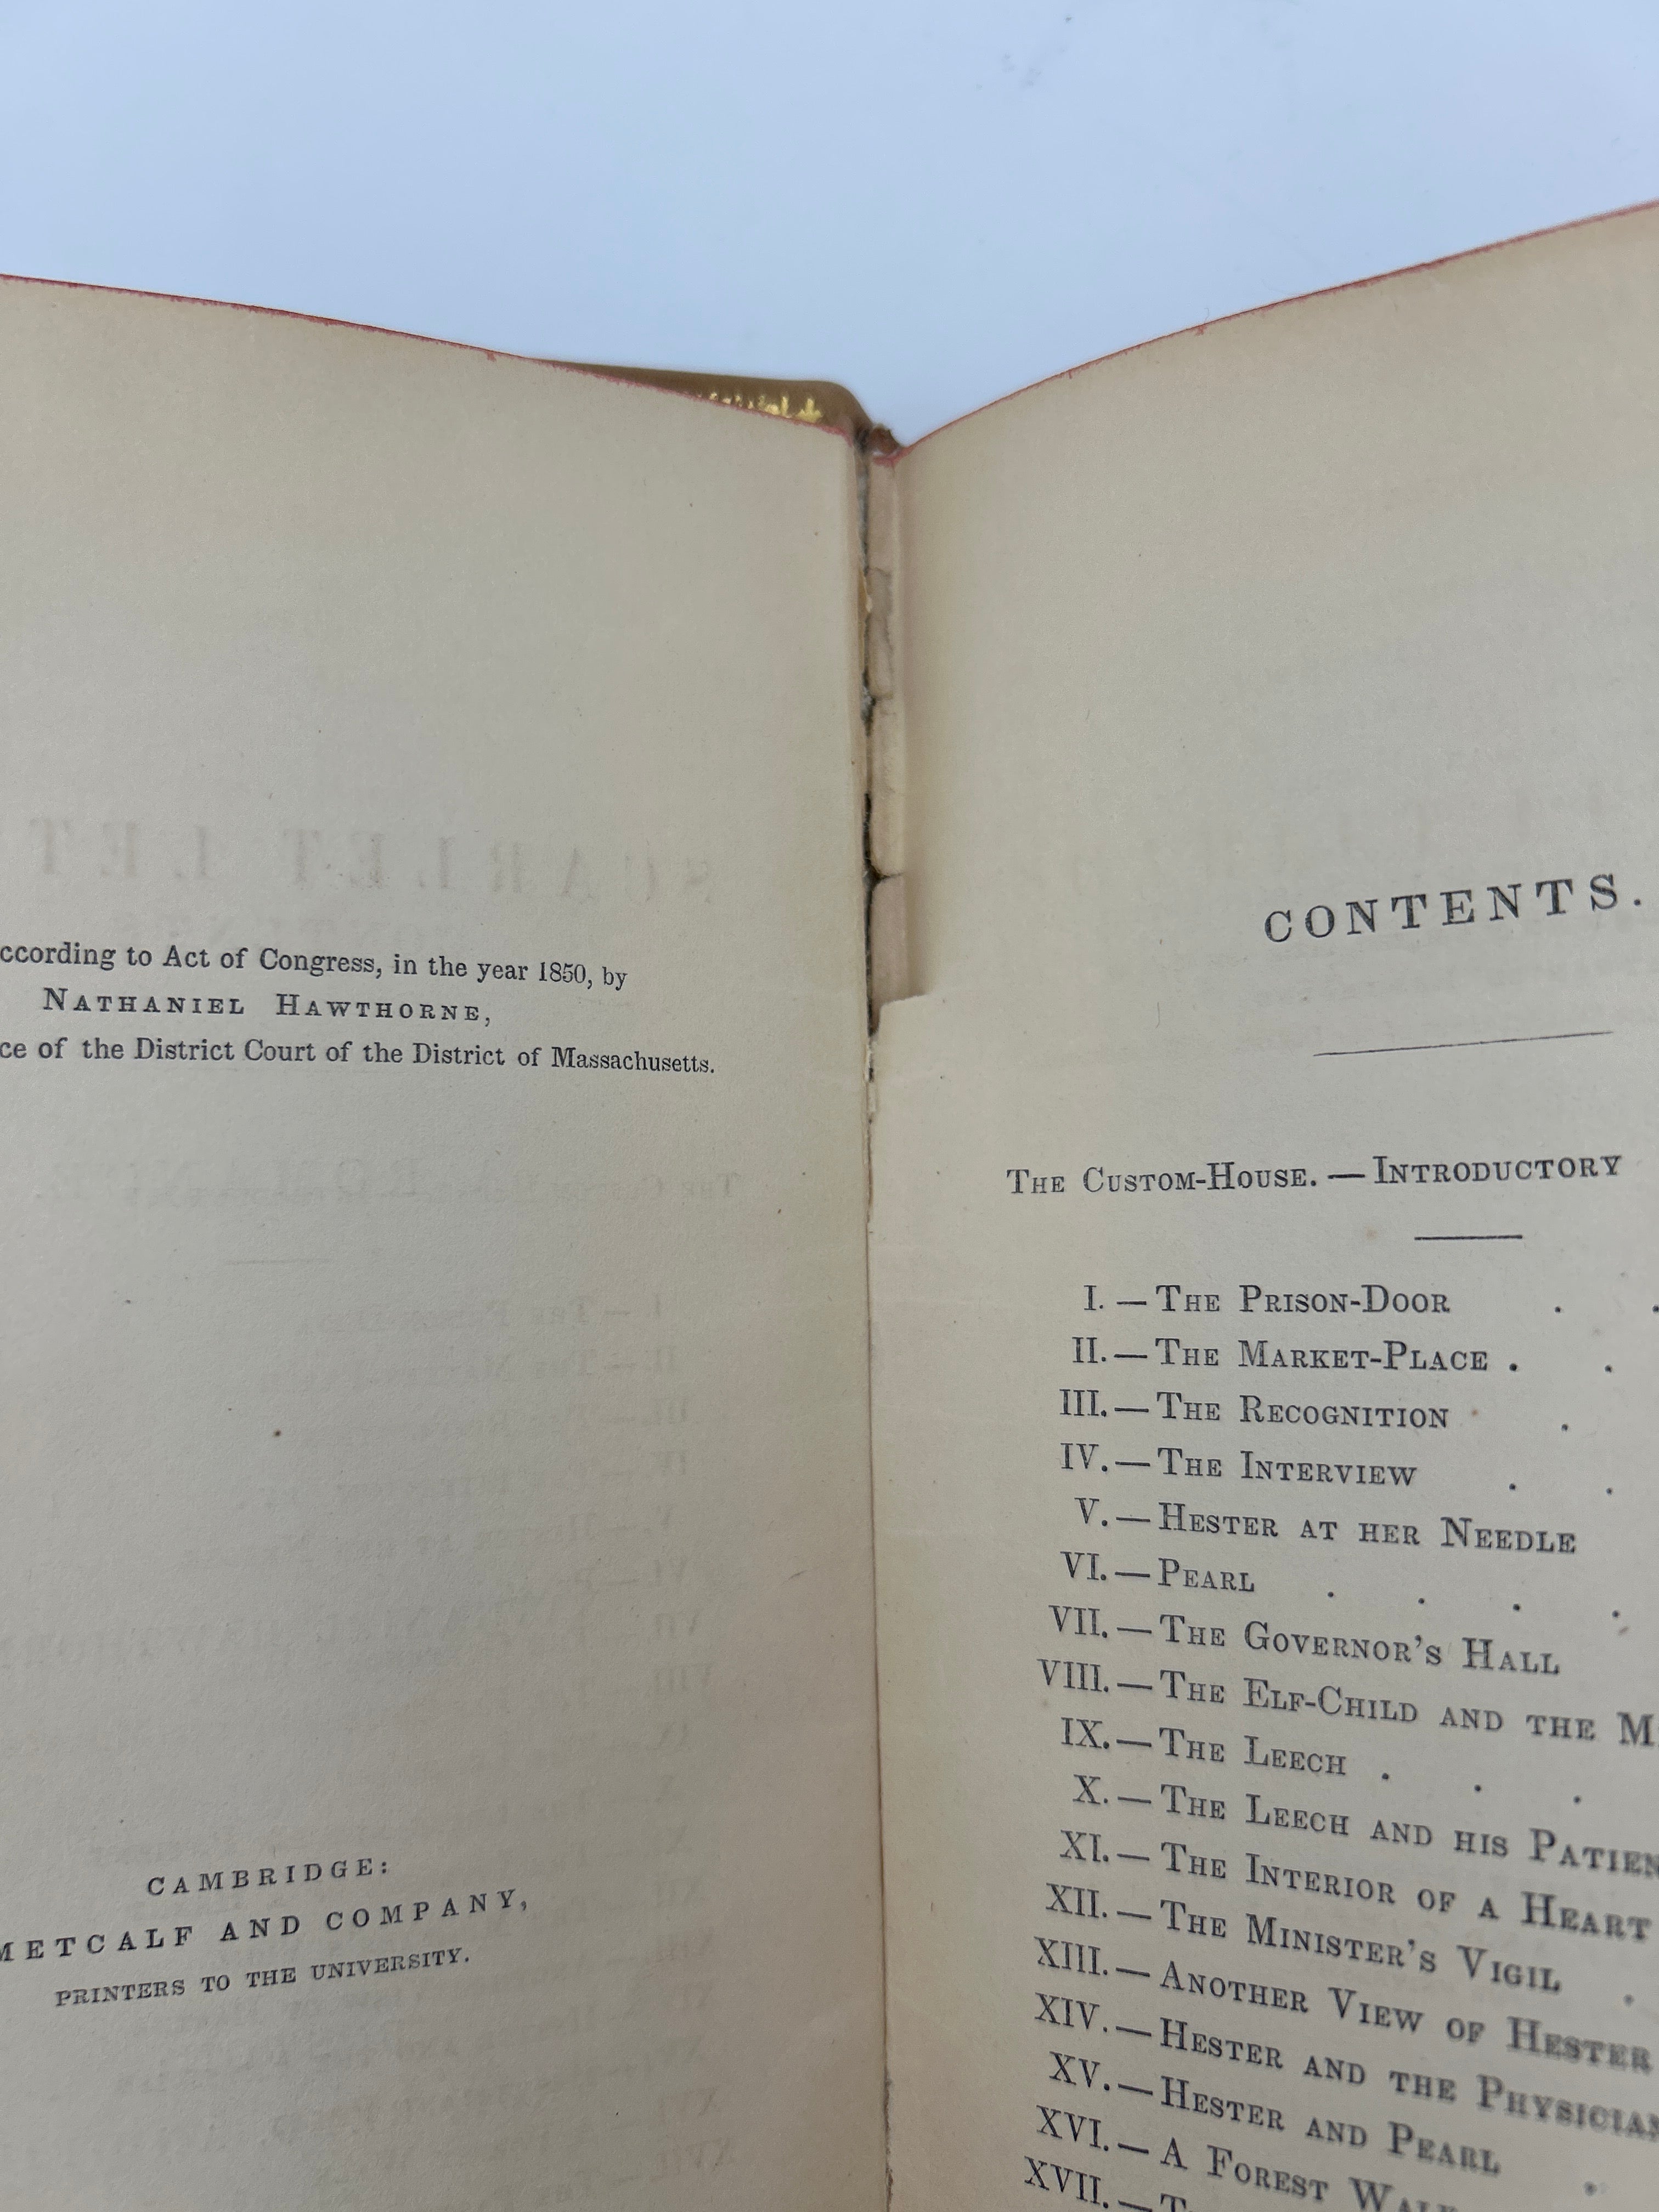 ccording to Act of Congress, in the year 1850, by
NATHANIEL HAWTHORNE,
ce of the District Court of the District of Massachusetts.
CAMBRIDGE:
METCALF AND COMPANY,
PRINTERS TO THE UNIVERSITY.
CONTENTS.
THE CUSTOM-HOUSE. — INTRODUCTORY
I. — THE PRISON-DOOR . .
II. — THE MARKET-PLACE . .
III. — THE RECOGNITION .
IV. — THE INTERVIEW . .
V. — HESTER AT HER NEEDLE
VI. — PEARL . . . .
VII. — THE GOVERNOR'S HALL
VIII. — THE ELF-CHILD AND THE M
IX. — THE LEECH . . .
X. — THE LEECH AND HIS PATIEN
XI. — THE INTERIOR OF A HEART
XII. — THE MINISTER'S VIGIL .
XIII. — ANOTHER VIEW OF HESTER
XIV. — HESTER AND THE PHYSICIAN
XV. — HESTER AND PEARL .
XVI. — A FOREST WALK
XVII. — T